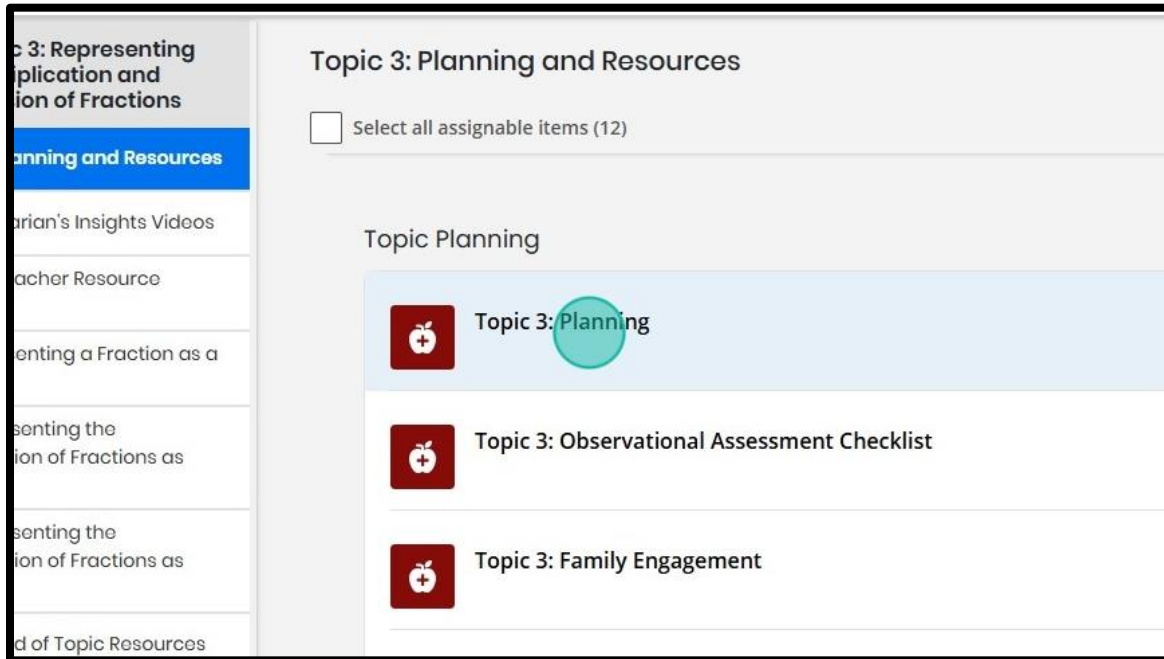 c 3: Representing
iplication and
ion of Fractions
anning and Resources
arian's Insights Videos
acher Resource
enting a Fraction as a
senting the
ion of Fractions as
senting the
ion of Fractions as
d of Topic Resources
Topic 3: Planning and Resources
Select all assignable items (12)
Topic Planning
Topic 3: Planning
Topic 3: Observational Assessment Checklist
Topic 3: Family Engagement